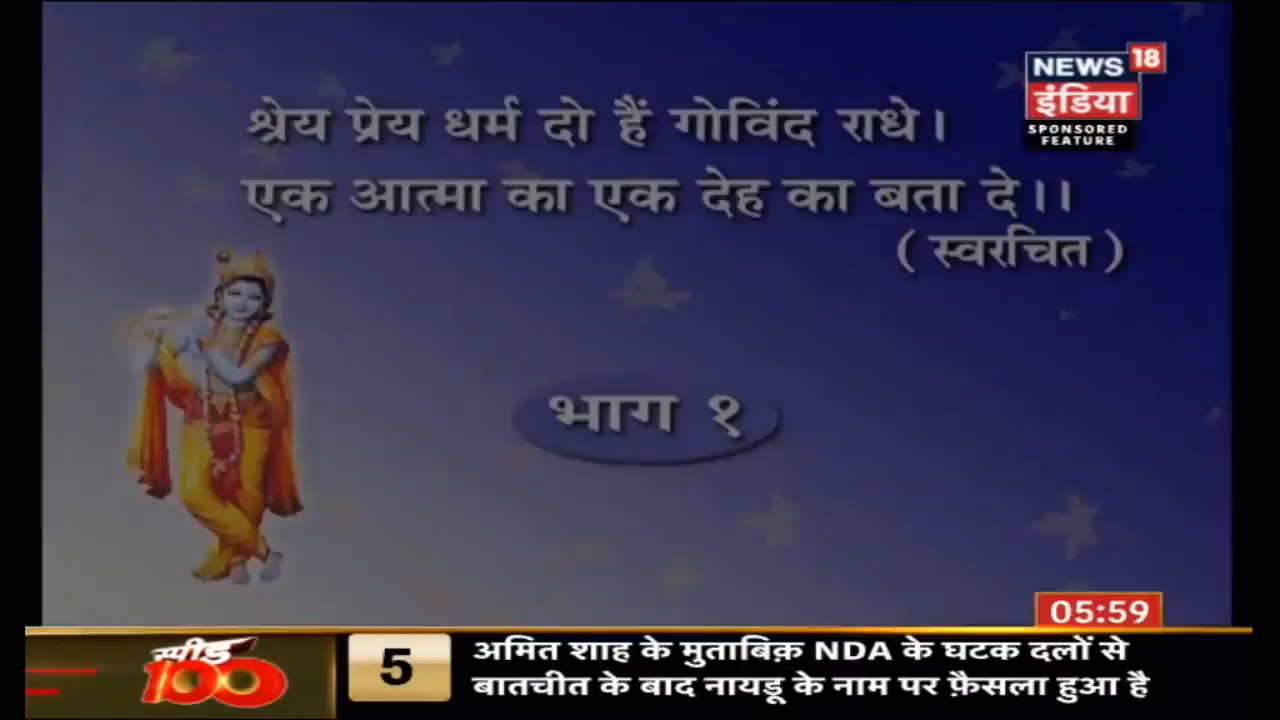 श्रेय प्रेय धर्म दो हैं गोविंद राधे।
एक आत्मा का एक देह का बता दे।।
( स्वरचित )
भाग १
NEWS 18
इंडिया
SPONSORED
FEATURE
05:59
स्पीड
100
5
अमित शाह के मुताबिक़ NDA के घटक दलों से
बातचीत के बाद नायडू के नाम पर फ़ैसला हुआ है